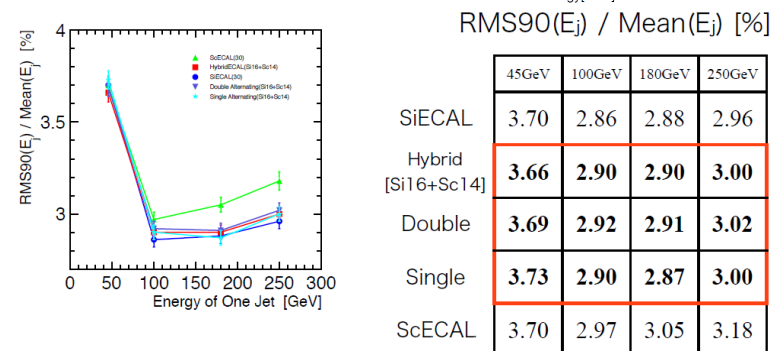 RMS90(Ej) / Mean(Ej) [%]
RMS90(Ej) / Mean(Ej) [%]
4
3.5
3
0 50 100 150 200 250 300
Energy of One Jet [GeV]
ScECAL(30)
HybridECAL(Si16+Sc14)
SiECAL(30)
Double Alternating(Si16+Sc14)
Single Alternating(Si16+Sc14)
45GeV 100GeV 180GeV 250GeV
SiECAL 3.70 2.86 2.88 2.96
Hybrid
[Si16+Sc14] 3.66 2.90 2.90 3.00
Double 3.69 2.92 2.91 3.02
Single 3.73 2.90 2.87 3.00
ScECAL 3.70 2.97 3.05 3.18